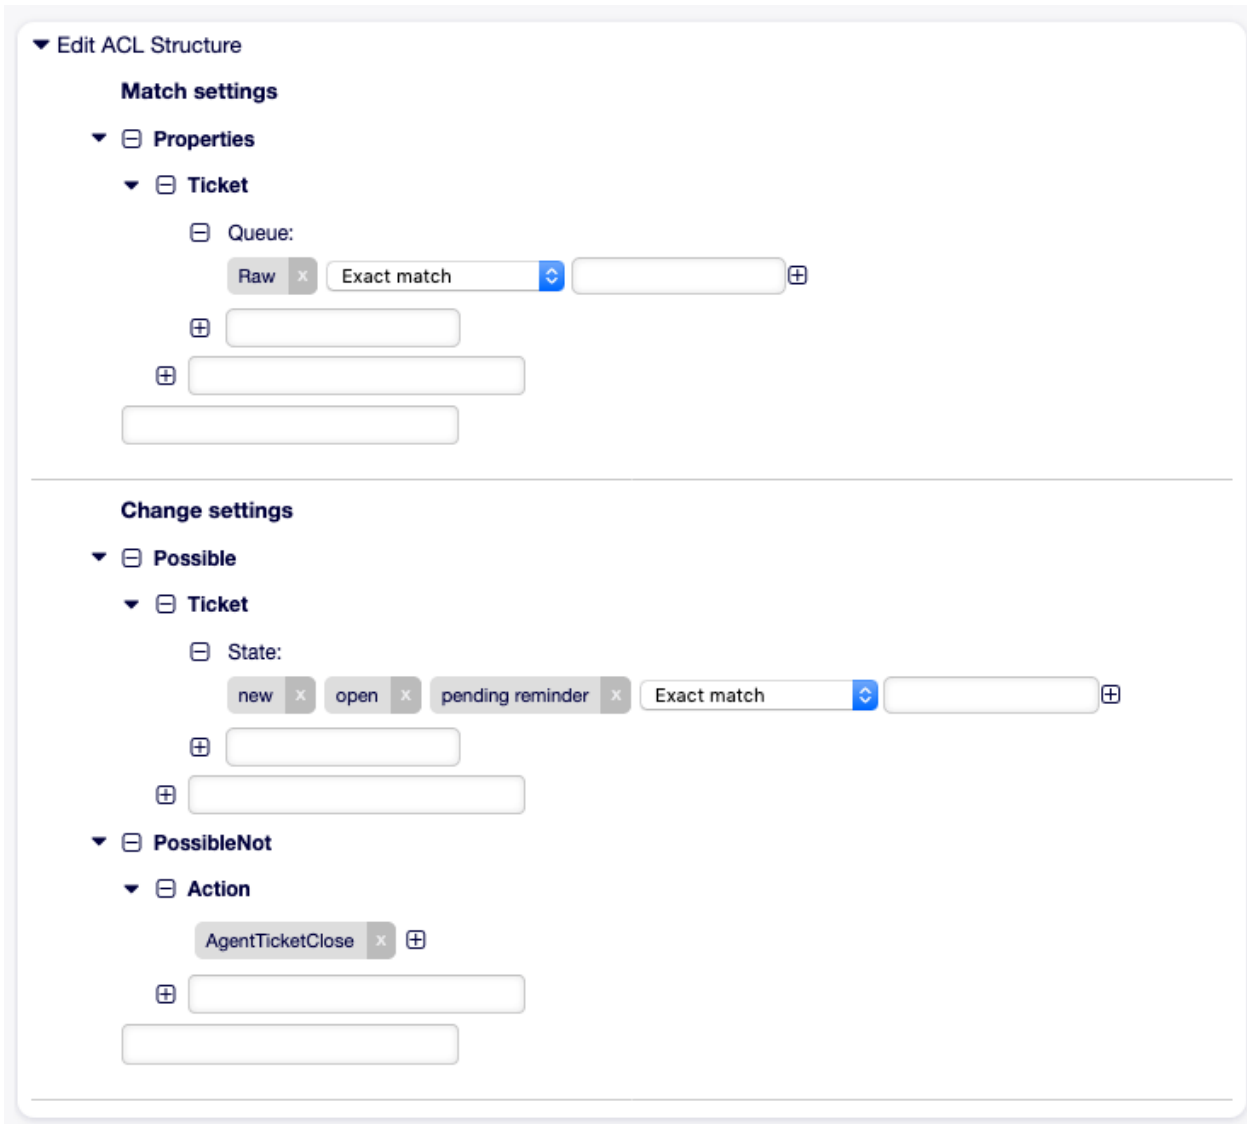 Edit ACL Structure
Match settings
Properties
Ticket
Queue:
Raw x Exact match
Change settings
Possible
Ticket
State:
new x open x pending reminder x Exact match
PossibleNot
Action
AgentTicketClose x